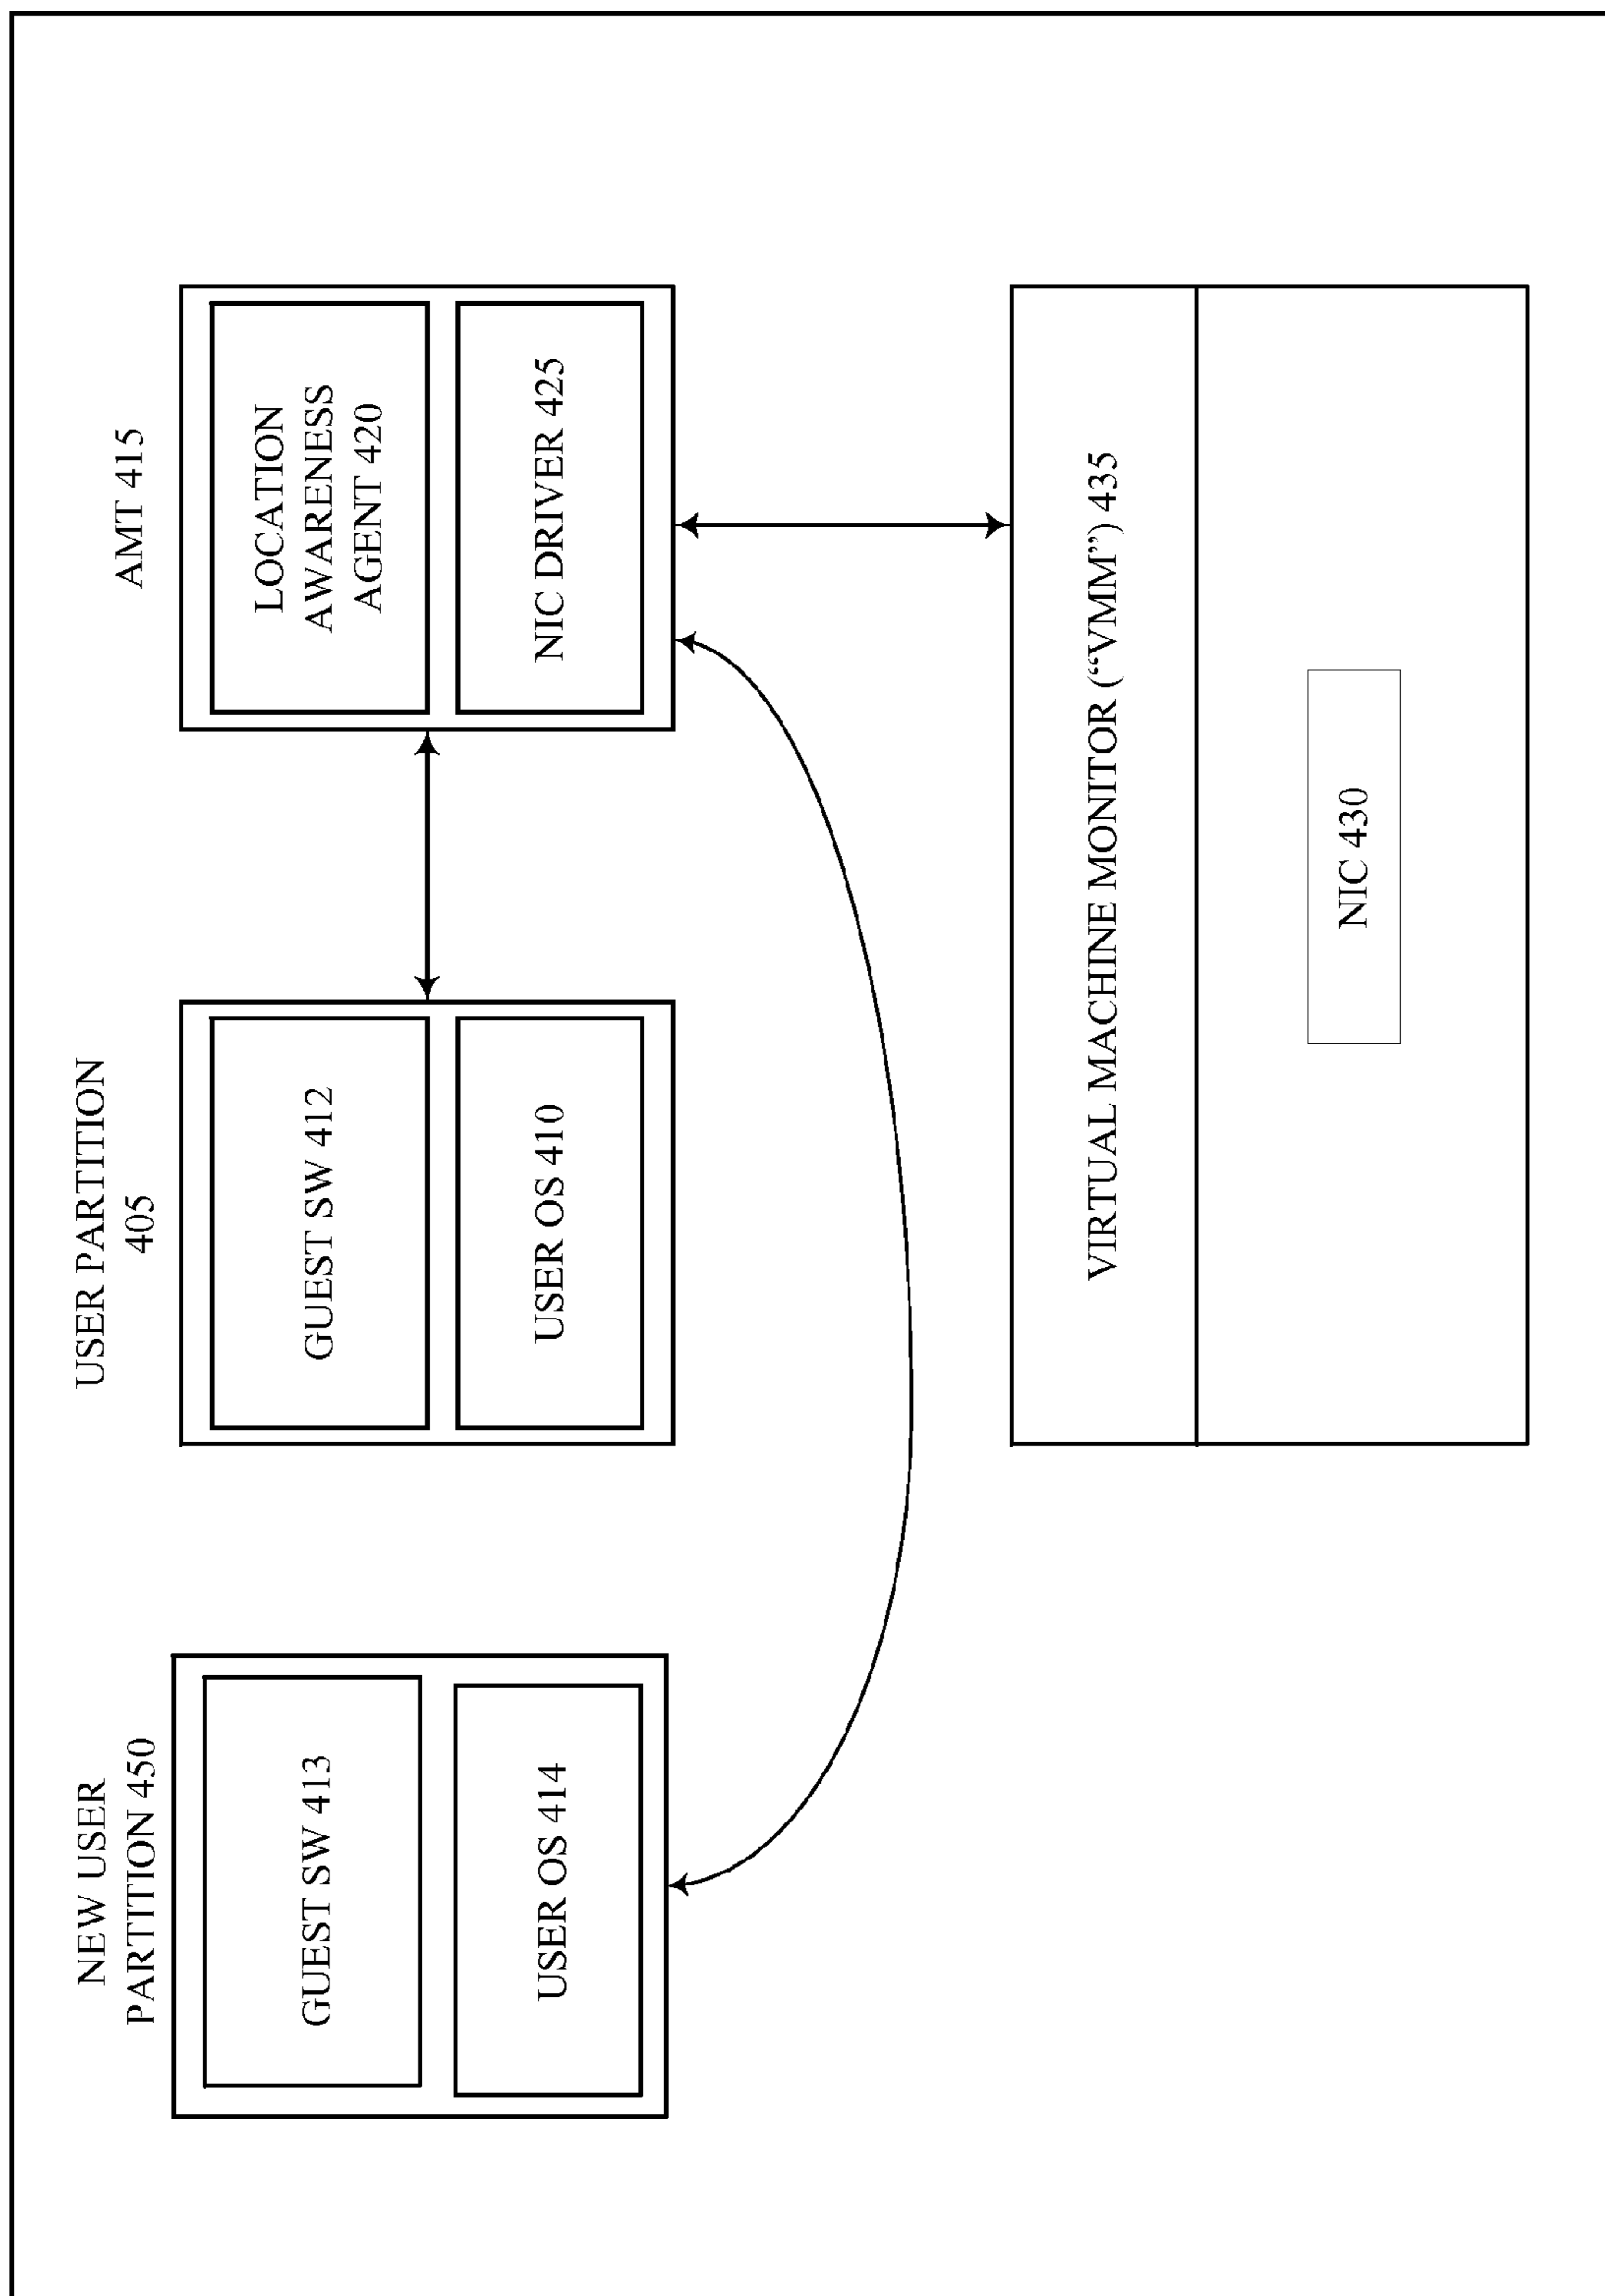 NEW USER
PARTITION 450
GUEST SW 413
USER OS 414
USER PARTITION
405
GUEST SW 412
USER OS 410
AMT 415
LOCATION
AWARENESS
AGENT 420
NIC DRIVER 425
VIRTUAL MACHINE MONITOR (“VMM”) 435
NIC 430